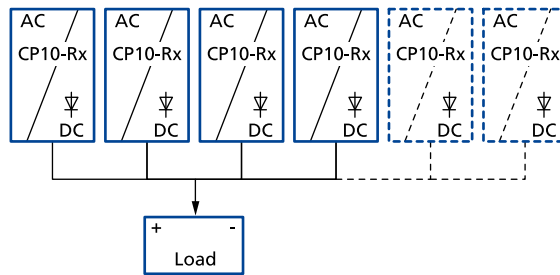 AC AC AC AC AC AC
CP10-Rx CP10-Rx CP10-Rx CP10-Rx CP10-Rx CP10-Rx
DC DC DC DC DC DC
+ -
Load